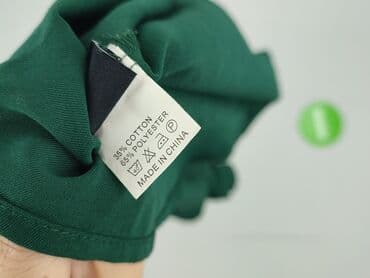 35% COTTON
65% POLYESTER
P
MADE IN CHINA